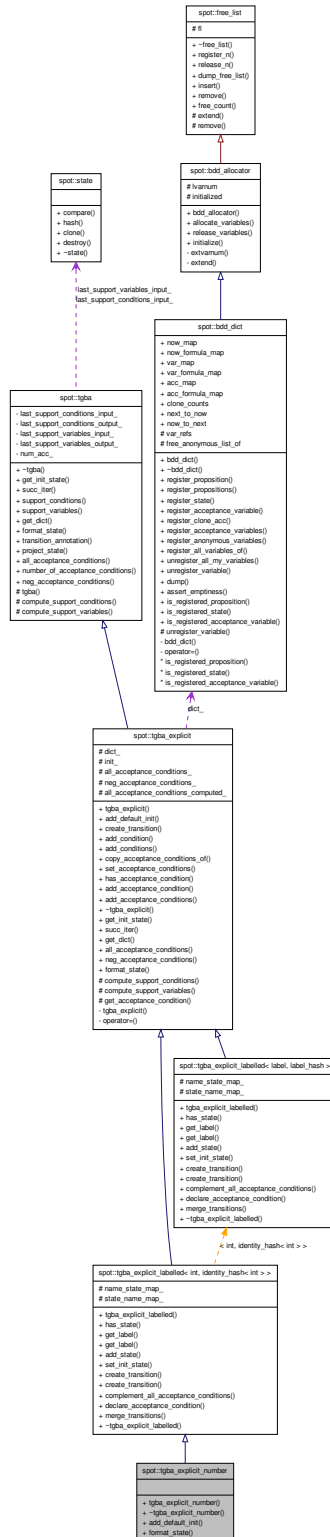 spot::free_list
# fl
+ ~free_list()
+ register_n()
+ release_n()
+ dump_free_list()
+ insert()
+ remove()
+ free_count()
# extend()
# remove()
spot::bdd_allocator
# lvarnum
# initialized
+ bdd_allocator()
+ allocate_variables()
+ release_variables()
+ initialize()
- extvarnum()
- extend()
spot::state
+ compare()
+ hash()
+ clone()
+ destroy()
+ ~state()
last_support_variables_input_
last_support_conditions_input_
spot::bdd_dict
+ now_map
+ now_formula_map
+ var_map
+ var_formula_map
+ acc_map
+ acc_formula_map
+ clone_counts
+ next_to_now
+ now_to_next
# var_refs
# free_anonymous_list_of
+ bdd_dict()
+ ~bdd_dict()
+ register_proposition()
+ register_propositions()
+ register_state()
+ register_acceptance_variable()
+ register_clone_acc()
+ register_acceptance_variables()
+ register_anonymous_variables()
+ register_all_variables_of()
+ unregister_all_my_variables()
+ unregister_variable()
+ dump()
+ assert_emptiness()
+ is_registered_proposition()
+ is_registered_state()
+ is_registered_acceptance_variable()
# unregister_variable()
- bdd_dict()
- operator=()
* is_registered_proposition()
* is_registered_state()
* is_registered_acceptance_variable()
spot::tgba
- last_support_conditions_input_
- last_support_conditions_output_
- last_support_variables_input_
- last_support_variables_output_
- num_acc_
+ ~tgba()
+ get_init_state()
+ succ_iter()
+ support_conditions()
+ support_variables()
+ get_dict()
+ format_state()
+ transition_annotation()
+ project_state()
+ all_acceptance_conditions()
+ number_of_acceptance_conditions()
+ neg_acceptance_conditions()
# tgba()
# compute_support_conditions()
# compute_support_variables()
dict_
spot::tgba_explicit
# dict_
# init_
# all_acceptance_conditions_
# neg_acceptance_conditions_
# all_acceptance_conditions_computed_
+ tgba_explicit()
+ add_default_init()
+ create_transition()
+ add_condition()
+ add_conditions()
+ copy_acceptance_conditions_of()
+ set_acceptance_conditions()
+ has_acceptance_condition()
+ add_acceptance_condition()
+ add_acceptance_conditions()
+ ~tgba_explicit()
+ get_init_state()
+ succ_iter()
+ get_dict()
+ all_acceptance_conditions()
+ neg_acceptance_conditions()
+ format_state()
# compute_support_conditions()
# compute_support_variables()
# get_acceptance_condition()
- tgba_explicit()
- operator=()
spot::tgba_explicit_labelled< label, label_hash >
# name_state_map_
# state_name_map_
+ tgba_explicit_labelled()
+ has_state()
+ get_label()
+ get_label()
+ add_state()
+ set_init_state()
+ create_transition()
+ create_transition()
+ complement_all_acceptance_conditions()
+ declare_acceptance_condition()
+ merge_transitions()
+ ~tgba_explicit_labelled()
< int, identity_hash< int > >
spot::tgba_explicit_labelled< int, identity_hash< int > >
# name_state_map_
# state_name_map_
+ tgba_explicit_labelled()
+ has_state()
+ get_label()
+ get_label()
+ add_state()
+ set_init_state()
+ create_transition()
+ create_transition()
+ complement_all_acceptance_conditions()
+ declare_acceptance_condition()
+ merge_transitions()
+ ~tgba_explicit_labelled()
spot::tgba_explicit_number
+ tgba_explicit_number()
+ ~tgba_explicit_number()
+ add_default_init()
+ format_state()